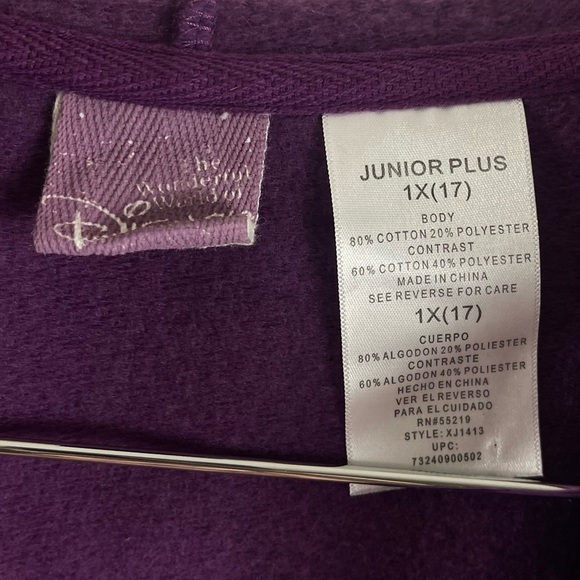 The
Wonderful
World of
Disney
JUNIOR PLUS
1X(17)
BODY
80% COTTON 20% POLYESTER
CONTRAST
60% COTTON 40% POLYESTER
MADE IN CHINA
SEE REVERSE FOR CARE
1X(17)
CUERPO
80% ALGODON 20% POLIESTER
CONTRASTE
60% ALGODON 40% POLIESTER
HECHO EN CHINA
VER EL REVERSO
PARA EL CUIDADO
RN#55219
STYLE: XJ1413
UPC:
73240900502